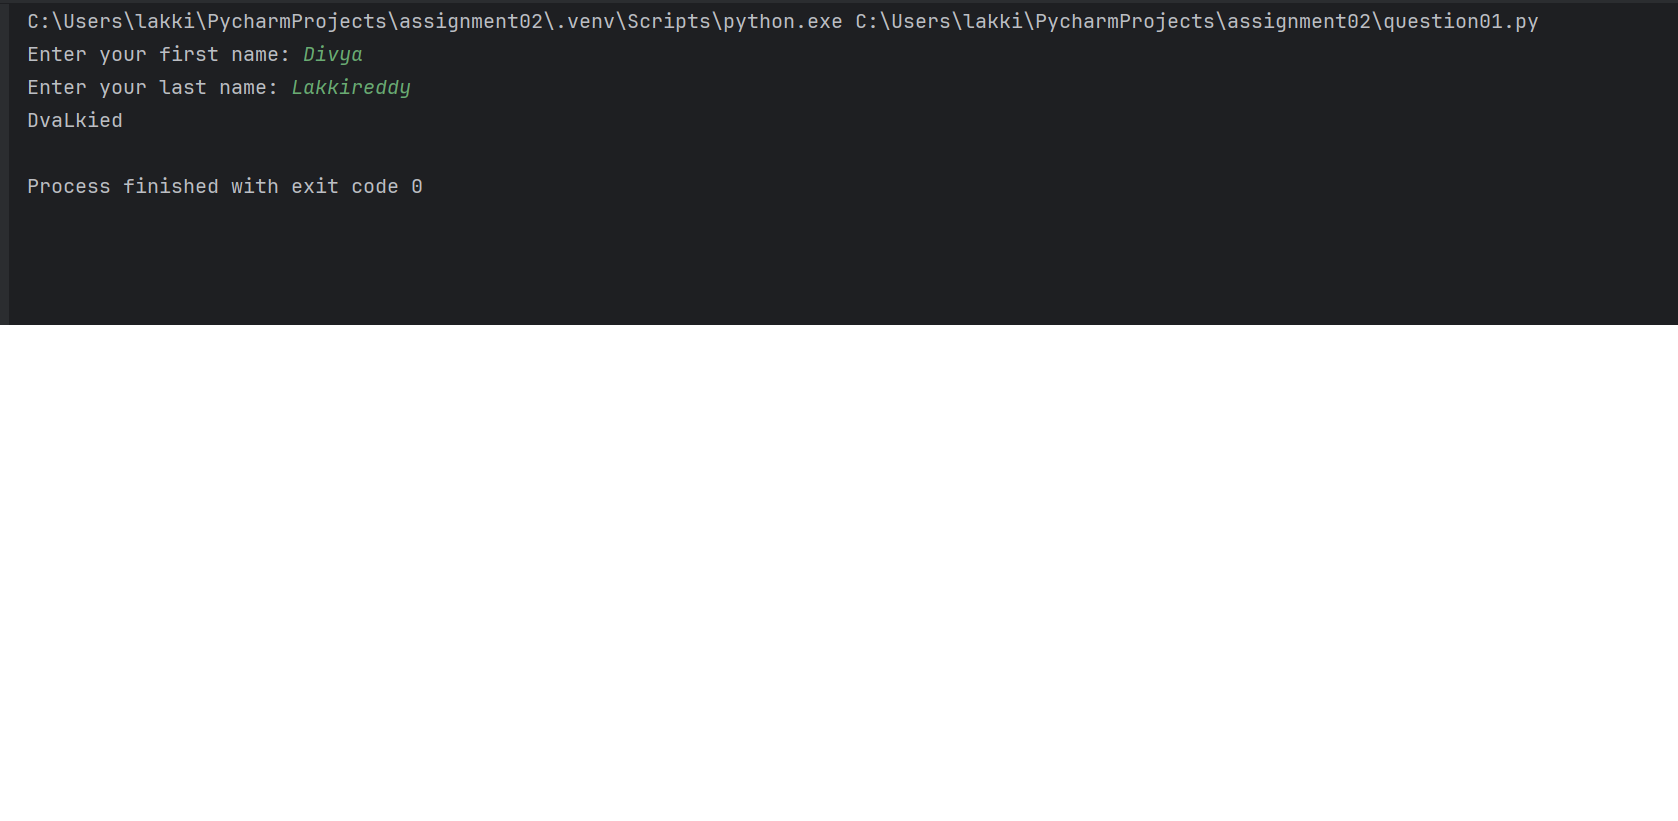 C:\Users\lakki\PycharmProjects\assignment02\.venv\Scripts\python.exe C:\Users\lakki\PycharmProjects\assignment02\question01.py
Enter your first name: Divya
Enter your last name: Lakkireddy
DvaLkied
Process finished with exit code 0